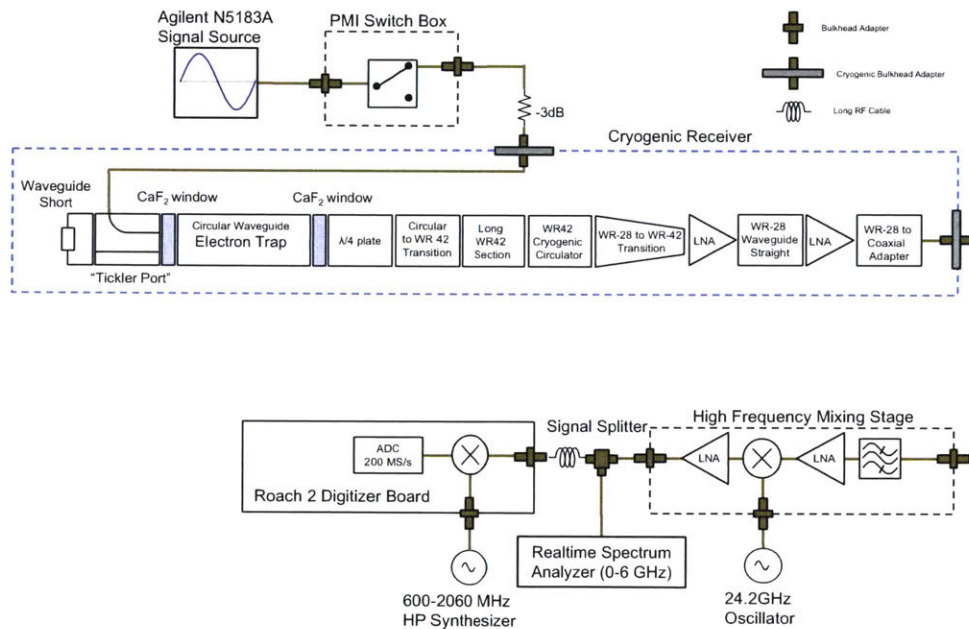 Agilent N5183A
Signal Source
PMI Switch Box
Bulkhead Adapter
Cryogenic Bulkhead Adapter
Long RF Cable
-3dB
Cryogenic Receiver
Waveguide
Short
CaF2 window
CaF2 window
Circular Waveguide
Electron Trap
λ/4 plate
Circular
to WR 42
Transition
Long
WR42
Section
WR42
Cryogenic
Circulator
WR-28 to WR-42
Transition
LNA
WR-28
Waveguide
Straight
LNA
WR-28 to
Coaxial
Adapter
"Tickler Port"
High Frequency Mixing Stage
Signal Splitter
ADC
200 MS/s
LNA
LNA
Roach 2 Digitizer Board
Realtime Spectrum
Analyzer (0-6 GHz)
600-2060 MHz
HP Synthesizer
24.2GHz
Oscillator